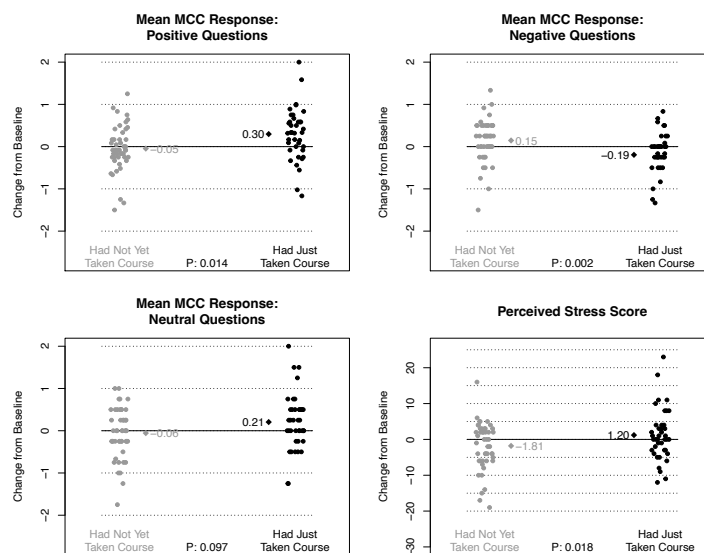 Mean MCC Response:
Positive Questions
Change from Baseline
2
1
0
−1
−2
−0.05
0.30
Had Not Yet
Taken Course
P: 0.014
Had Just
Taken Course
Mean MCC Response:
Negative Questions
Change from Baseline
2
1
0
−1
−2
0.15
−0.19
Had Not Yet
Taken Course
P: 0.002
Had Just
Taken Course
Mean MCC Response:
Neutral Questions
Change from Baseline
2
1
0
−1
−2
−0.06
0.21
Had Not Yet
Taken Course
P: 0.097
Had Just
Taken Course
Perceived Stress Score
Change from Baseline
20
10
0
−10
−20
−30
−1.81
1.20
Had Not Yet
Taken Course
P: 0.018
Had Just
Taken Course